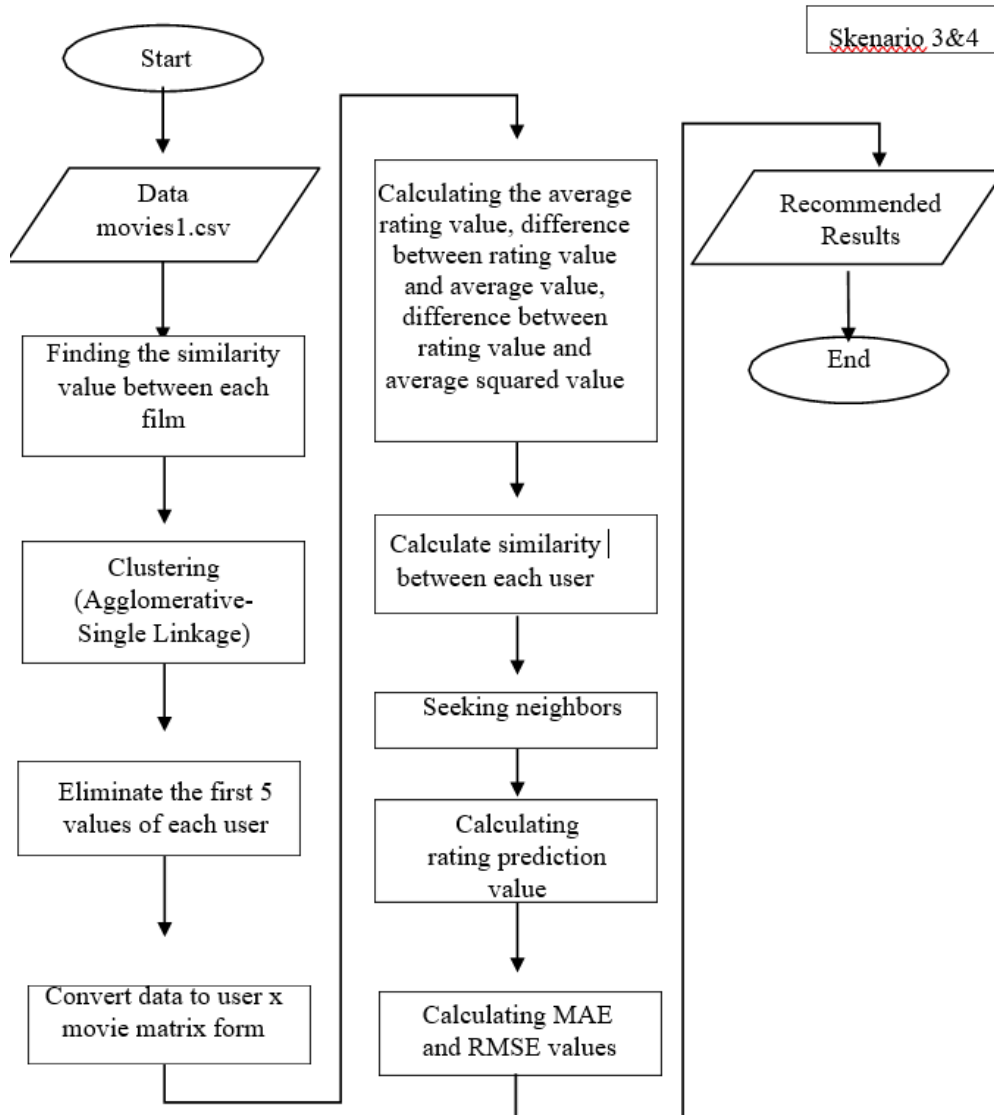 Skenario 3&4
Start
Data
movies1.csv
Finding the similarity
value between each
film
Clustering
(Agglomerative-
Single Linkage)
Eliminate the first 5
values of each user
Convert data to user x
movie matrix form
Calculating the average
rating value, difference
between rating value
and average value,
difference between
rating value and
average squared value
Calculate similarity
between each user
Seeking neighbors
Calculating
rating prediction
value
Calculating MAE
and RMSE values
Recommended
Results
End